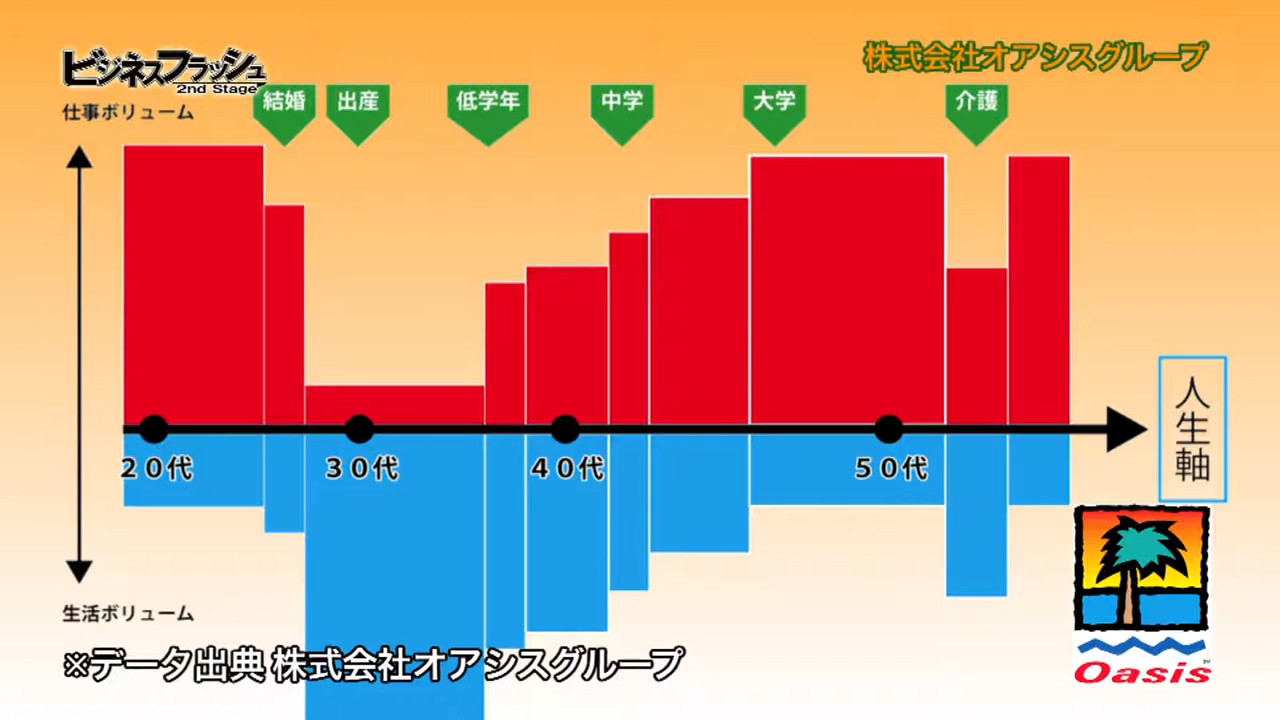 ビジネスフラッシュ
2nd Stage
株式会社オアシスグループ
仕事ボリューム
結婚
出産
低学年
中学
大学
介護
人生軸
20代
30代
40代
50代
生活ボリューム
※データ出典 株式会社オアシスグループ
Oasis